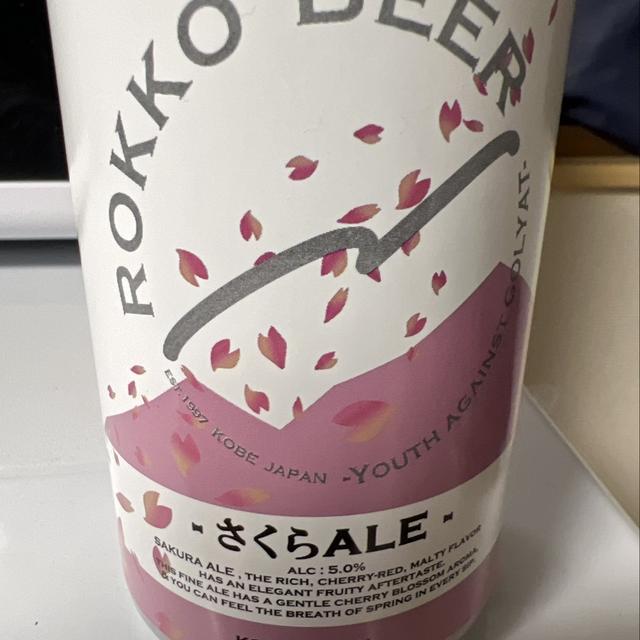 ROKKO BEER
EST.1997 KOBE JAPAN -YOUTH AGAINST GOLYAT-
- さくらALE -
ALC : 5.0%
SAKURA ALE , THE RICH, CHERRY-RED, MALTY FLAVOR
HAS AN ELEGANT FRUITY AFTERTASTE.
THIS FINE ALE HAS A GENTLE CHERRY BLOSSOM AROMA,
& YOU CAN FEEL THE BREATH OF SPRING IN EVERY SIP.